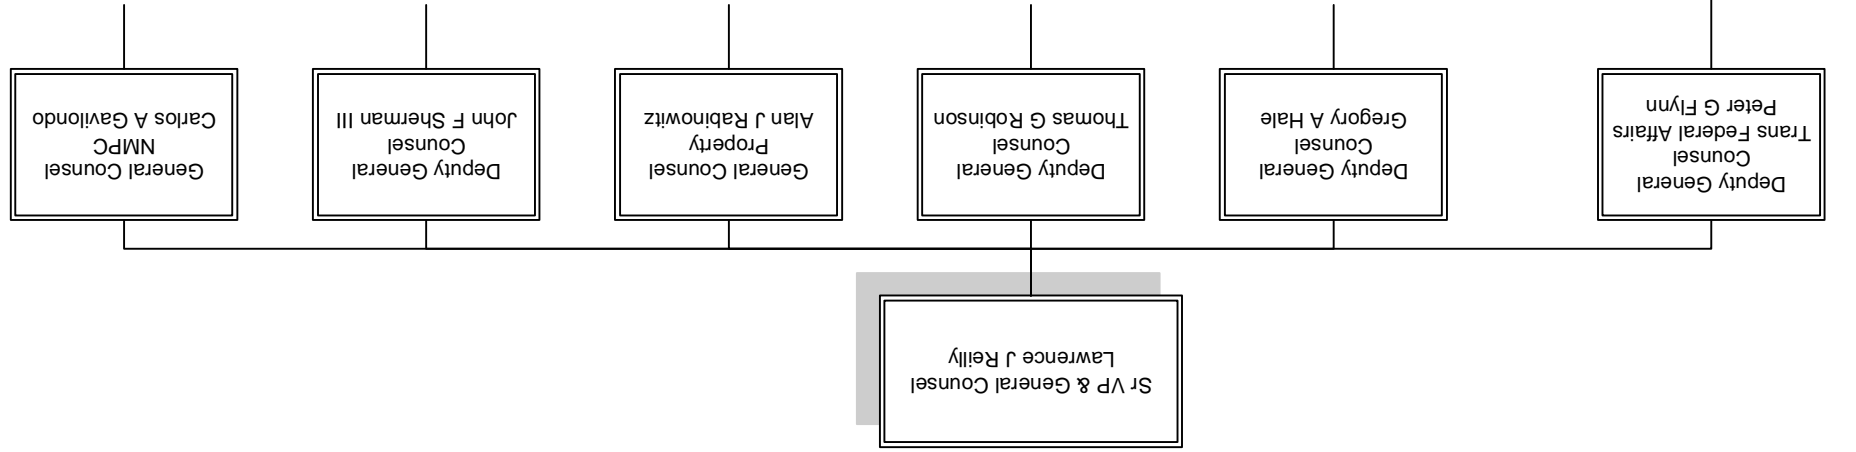 Sr VP & General Counsel
Lawrence J Reilly
Deputy General
Counsel
Trans Federal Affairs
Peter G Flynn
Deputy General
Counsel
Gregory A Hale
Deputy General
Counsel
Thomas G Robinson
General Counsel
Property
Alan J Rabinowitz
Deputy General
Counsel
John F Sherman III
General Counsel
NMPC
Carlos A Gavilondo